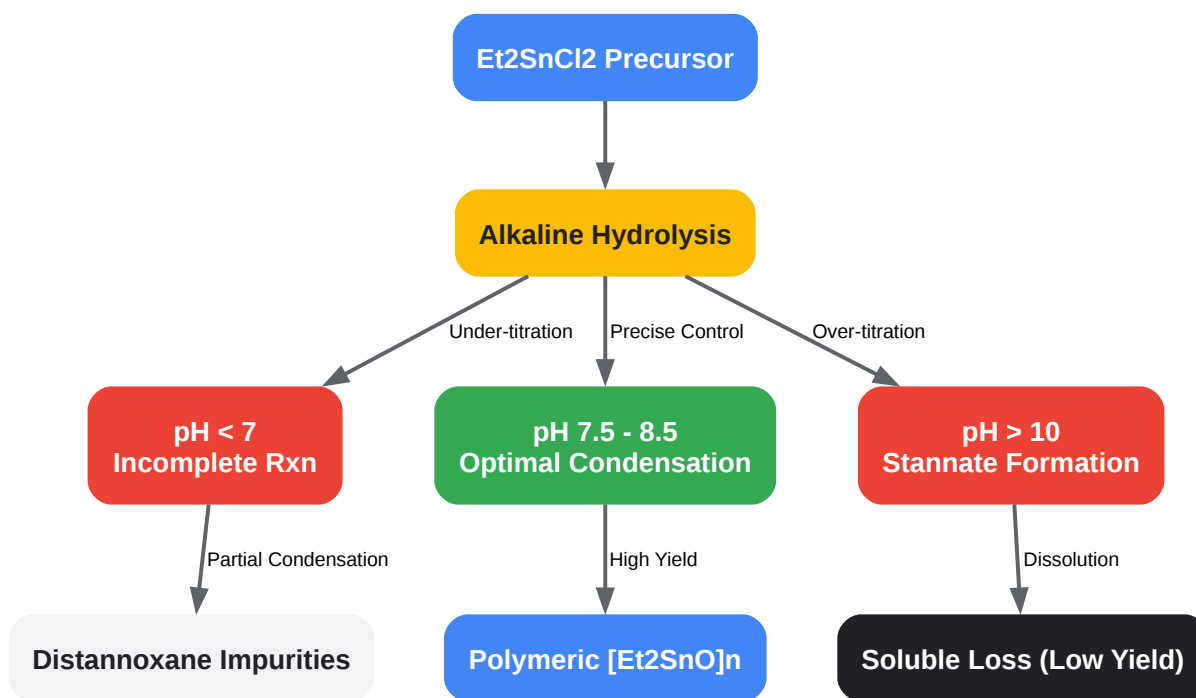 Et2SnCl2 Precursor
Alkaline Hydrolysis
Under-titration
Precise Control
Over-titration
pH < 7
Incomplete Rxn
pH 7.5 - 8.5
Optimal Condensation
pH > 10
Stannate Formation
Partial Condensation
High Yield
Dissolution
Distannoxane Impurities
Polymeric [Et2SnO]n
Soluble Loss (Low Yield)